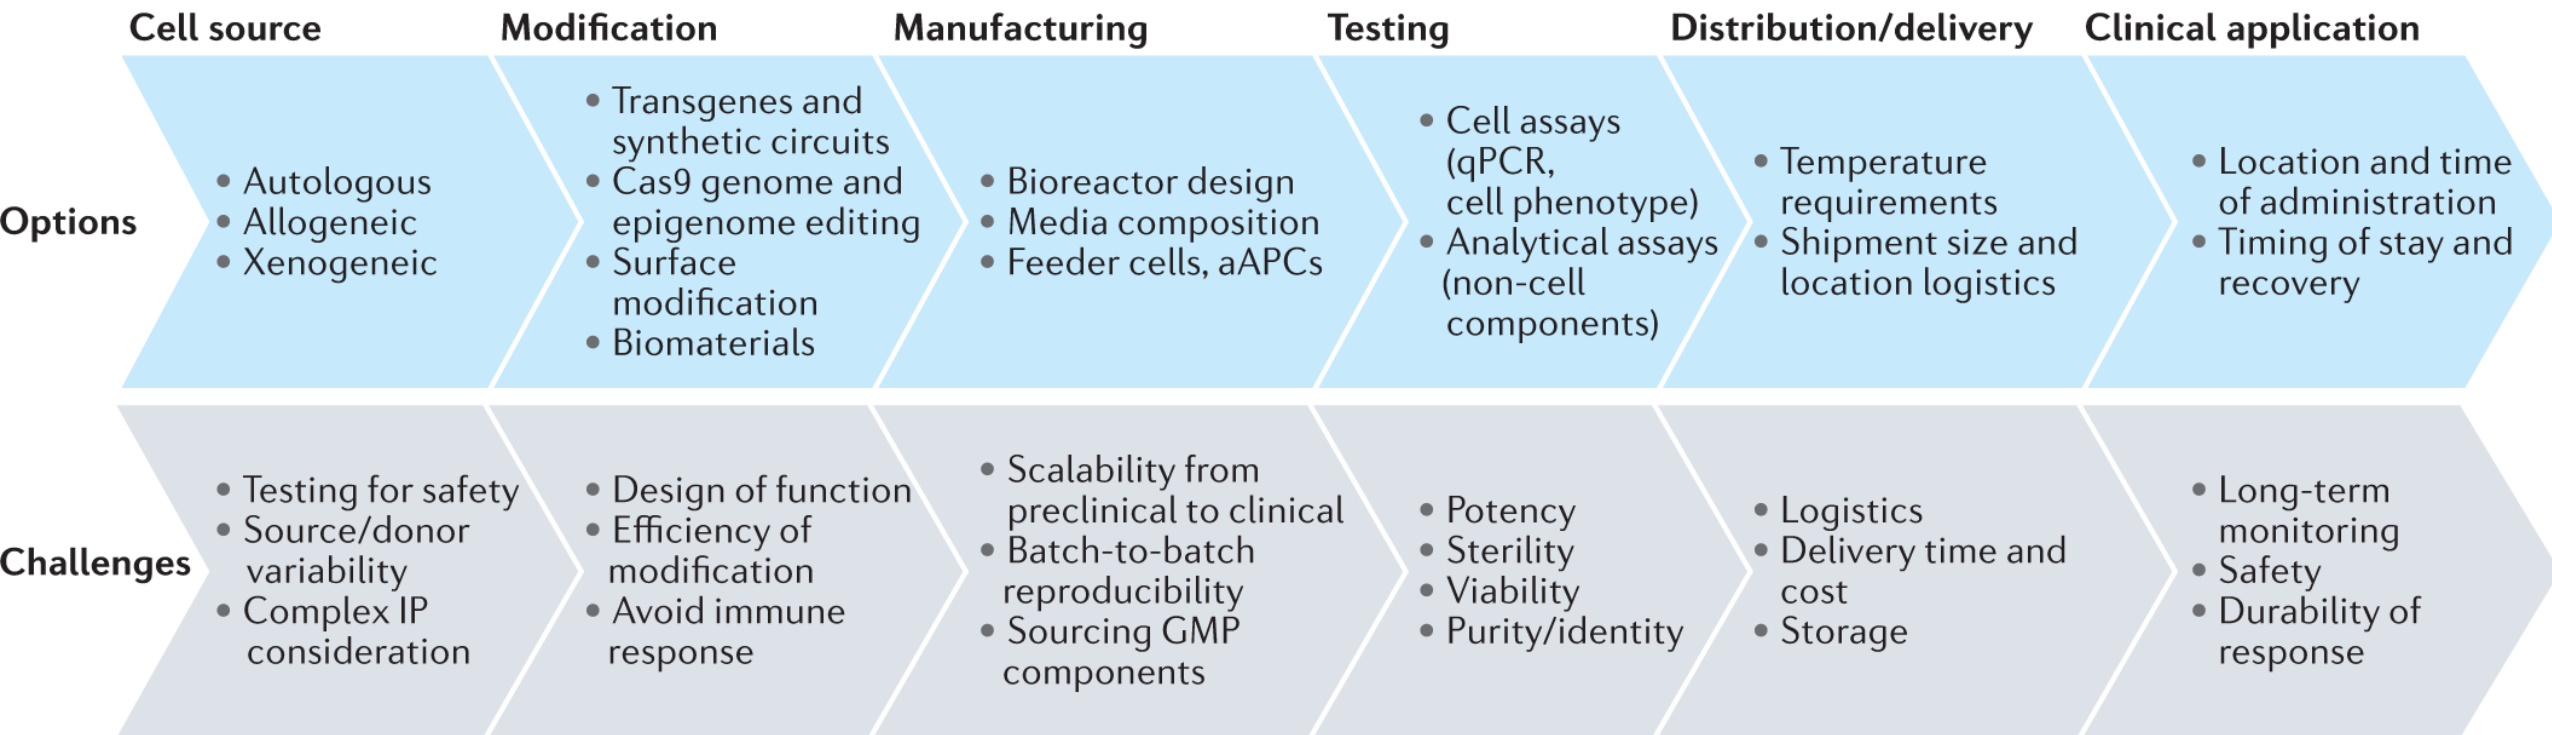 Cell source
Modification
Manufacturing
Testing
Distribution/delivery
Clinical application
Options
• Autologous
• Allogeneic
• Xenogeneic
• Transgenes and
synthetic circuits
• Cas9 genome and
epigenome editing
• Surface
modification
• Biomaterials
• Bioreactor design
• Media composition
• Feeder cells, aAPCs
• Cell assays
(qPCR,
cell phenotype)
• Analytical assays
(non-cell
components)
• Temperature
requirements
• Shipment size and
location logistics
• Location and time
of administration
• Timing of stay and
recovery
Challenges
• Testing for safety
• Source/donor
variability
• Complex IP
consideration
• Design of function
• Efficiency of
modification
• Avoid immune
response
• Scalability from
preclinical to clinical
• Batch-to-batch
reproducibility
• Sourcing GMP
components
• Potency
• Sterility
• Viability
• Purity/identity
• Logistics
• Delivery time and
cost
• Storage
• Long-term
monitoring
• Safety
• Durability of
response